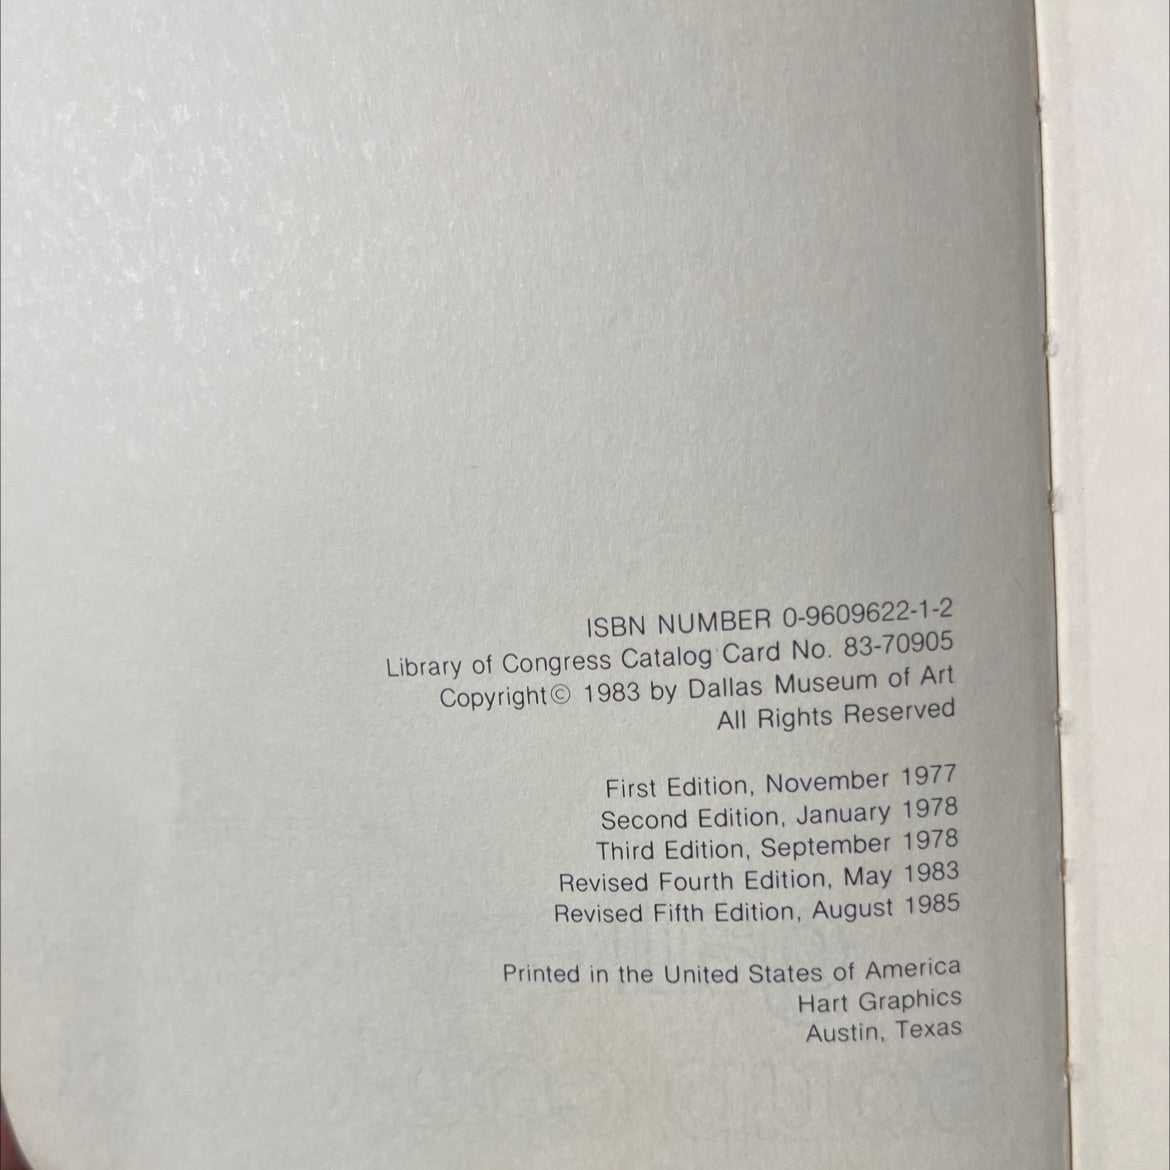 ISBN NUMBER 0-9609622-1-2
Library of Congress Catalog Card No. 83-70905
Copyright© 1983 by Dallas Museum of Art
All Rights Reserved
First Edition, November 1977
Second Edition, January 1978
Third Edition, September 1978
Revised Fourth Edition, May 1983
Revised Fifth Edition, August 1985
Printed in the United States of America
Hart Graphics
Austin, Texas